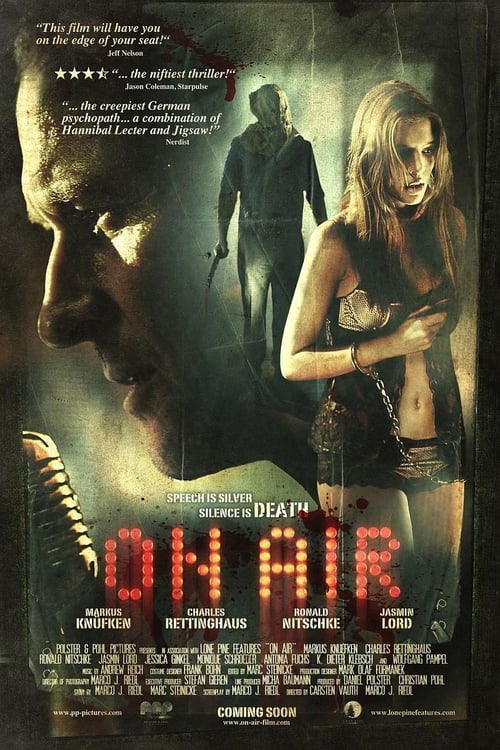 "This film will have you
on the edge of your seat!"
Jeff Nelson
"... the niftiest thriller!"
Jason Coleman, Starpulse
"... the creepiest German
psychopath... a combination of
Hannibal Lecter and Jigsaw!"
Nerdist
SPEECH IS SILVER
SILENCE IS DEATH
ON AIR
MARKUS KNÜFKEN
CHARLES RETTINGHAUS
RONALD NITSCHKE
JASMIN LORD
POLSTER & POHL PICTURES PRESENTS IN ASSOCIATION WITH LONE PINE FEATURES "ON AIR" MARKUS KNÜFKEN CHARLES RETTINGHAUS
RONALD NITSCHKE JASMIN LORD JESSICA GINKEL MONIQUE SCHRÖDER ANTONIA FUCHS K. DIETER KLEBSCH AND WOLFGANG PAMPEL
MUSIC BY ANDREW REICH COSTUME DESIGNER FRANK BOHN EDITED BY MARC STEINICKE PRODUCTION DESIGNER MARK OLAF FORMANEK
DIRECTOR OF PHOTOGRAPHY MARCO J. RIEDL EXECUTIVE PRODUCER STEFAN GIEREN LINE PRODUCER MICHA BAUMANN PRODUCED BY DANIEL POLSTER CHRISTIAN POHL
STORY BY MARCO J. RIEDL MARC STEINICKE SCREENPLAY BY MARCO J. RIEDL DIRECTED BY CARSTEN VAUTH MARCO J. RIEDL
www.pp-pictures.com
COMING SOON
www.on-air-film.com
www.lonepinefeatures.com